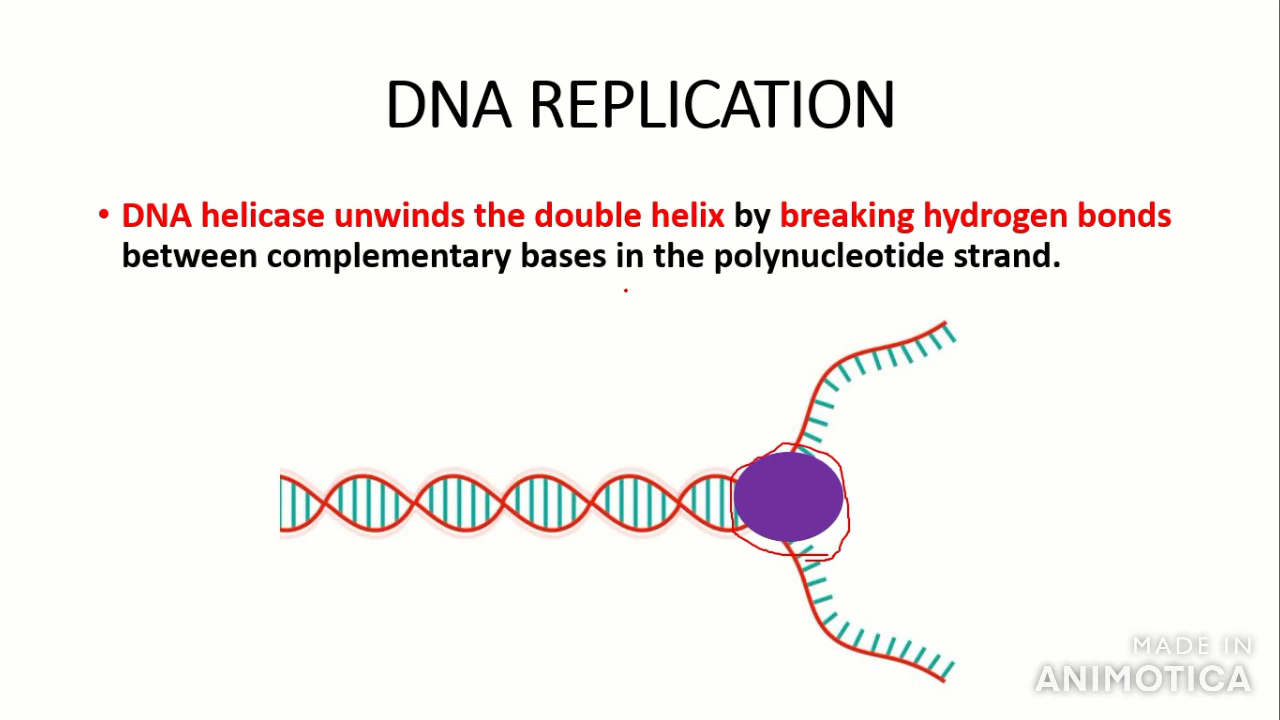 DNA REPLICATION
• DNA helicase unwinds the double helix by breaking hydrogen bonds
between complementary bases in the polynucleotide strand.
MADE IN
ANIMOTICA